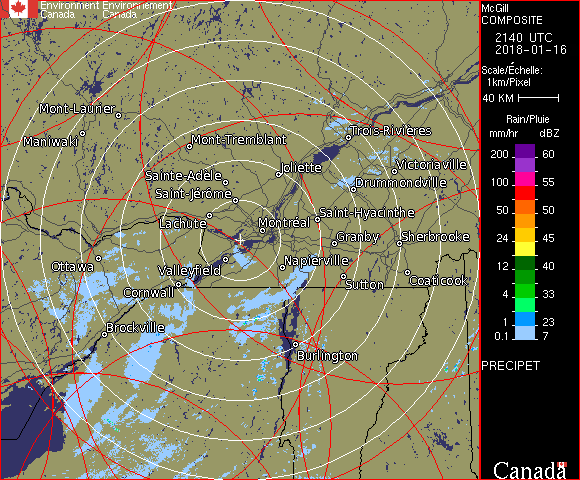 Environment Environnement
Canada Canada
McGill
COMPOSITE
2140 UTC
2018-01-16
Scale/Échelle:
1km/Pixel
40 KM
Rain/Pluie
mm/hr dBZ
200 60
150 57
100 55
50 50
24 45
12 40
4 33
1 23
0.1 7
PRECIPET
Canada
Mont-Laurier
Maniwaki
Mont-Tremblant
Trois-Rivières
Joliette
Victoriaville
Sainte-Adèle
Drummondville
Saint-Jérôme
Saint-Hyacinthe
Lachute
Montréal
Granby
Sherbrooke
Ottawa
Valleyfield
Napierville
Cornwall
Sutton
Coaticook
Brockville
Burlington